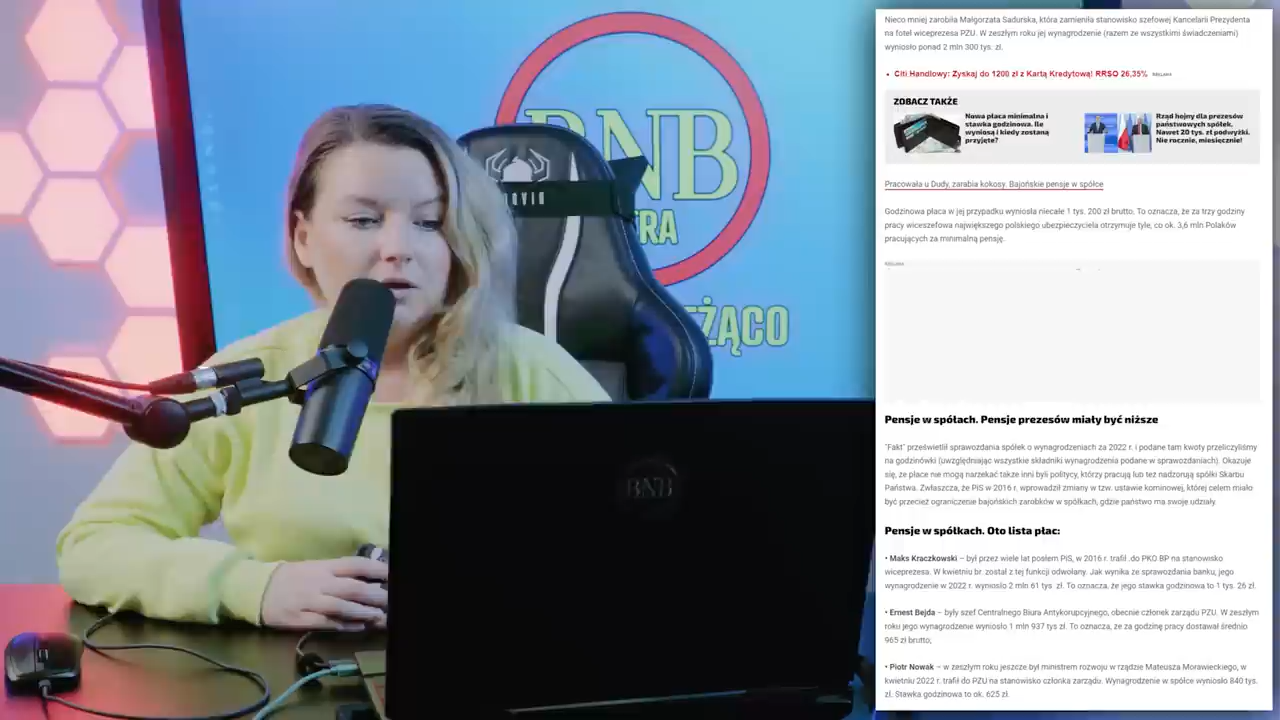 BNB
TRA
ŻĄCO
BNB
Nieco mniej zarobiła Małgorzata Sadurska, która zamieniła stanowisko szefowej Kancelarii Prezydenta
na fotel wiceprezesa PZU. W zeszłym roku jej wynagrodzenie (razem ze wszystkimi świadczeniami)
wyniosło ponad 2 mln 300 tys. zł.
• Citi Handlowy: Zyskaj do 1200 zł z Kartą Kredytową! RRSO 26,35% REKLAMA
ZOBACZ TAKŻE
Nowa płaca minimalna i
stawka godzinowa. Ile
wyniosą i kiedy zostaną
przyjęte?
Rząd hojny dla prezesów
państwowych spółek.
Nawet 20 tys. zł podwyżki.
Nie rocznie, miesięcznie!
Pracowała u Dudy, zarabia kokosy. Bajońskie pensje w spółce
Godzinowa płaca w jej przypadku wyniosła niecałe 1 tys. 200 zł brutto. To oznacza, że za trzy godziny
pracy wiceszefowa największego polskiego ubezpieczyciela otrzymuje tyle, co ok. 3,6 mln Polaków
pracujących za minimalną pensję.
REKLAMA
Pensje w spółach. Pensje prezesów miały być niższe
"Fakt" prześwietlił sprawozdania spółek o wynagrodzeniach za 2022 r. i podane tam kwoty przeliczyliśmy
na godzinówki (uwzględniając wszystkie składniki wynagrodzenia podane w sprawozdaniach). Okazuje
się, że płace nie mogą narzekać także inni byli politycy, którzy pracują lub też nadzorują spółki Skarbu
Państwa. Zwłaszcza, że PiS w 2016 r. wprowadził zmiany w tzw. ustawie kominowej, której celem miało
być przecież ograniczenie bajońskich zarobków w spółkach, gdzie państwo ma swoje udziały.
Pensje w spółkach. Oto lista płac:
• Maks Kraczkowski – był przez wiele lat posłem PiS, w 2016 r. trafił .do PKO BP na stanowisko
wiceprezesa. W kwietniu br. został z tej funkcji odwołany. Jak wynika ze sprawozdania banku, jego
wynagrodzenie w 2022 r. wyniosło 2 mln 61 tys zł. To oznacza, że jego stawka godzinowa to 1 tys. 26 zł.
• Ernest Bejda – były szef Centralnego Biura Antykorupcyjnego, obecnie członek zarządu PZU. W zeszłym
roku jego wynagrodzenie wyniosło 1 mln 937 tys zł. To oznacza, że za godzinę pracy dostawał średnio
965 zł brutto;
• Piotr Nowak – w zeszłym roku jeszcze był ministrem rozwoju w rządzie Mateusza Morawieckiego, w
kwietniu 2022 r. trafił do PZU na stanowisko członka zarządu. Wynagrodzenie w spółce wyniosło 840 tys.
zł. Stawka godzinowa to ok. 625 zł.